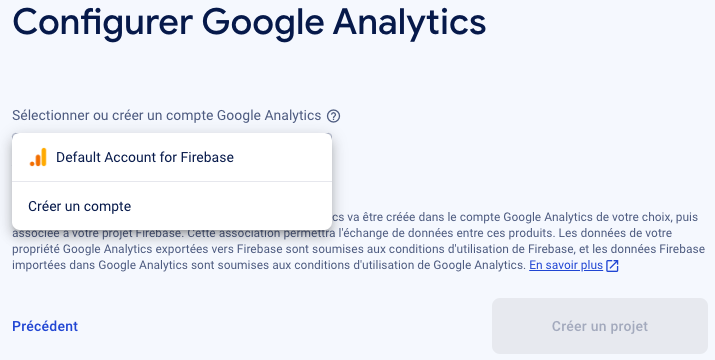 Configurer Google Analytics
Sélectionner ou créer un compte Google Analytics
Default Account for Firebase
Créer un compte
cs va être créée dans le compte Google Analytics de votre choix, puis
associée à votre projet Firebase. Cette association permettra l'échange de données entre ces produits. Les données de votre
propriété Google Analytics exportées vers Firebase sont soumises aux conditions d'utilisation de Firebase, et les données Firebase
importées dans Google Analytics sont soumises aux conditions d'utilisation de Google Analytics. En savoir plus
Précédent
Créer un projet